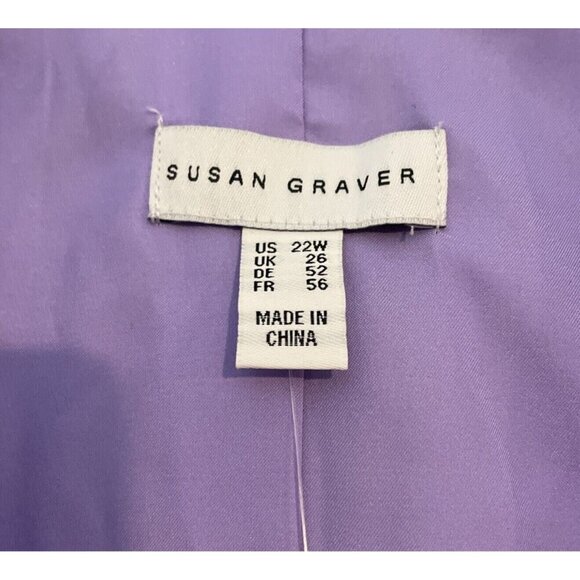 SUSAN GRAVER
US 22W
UK 26
DE 52
FR 56
MADE IN
CHINA